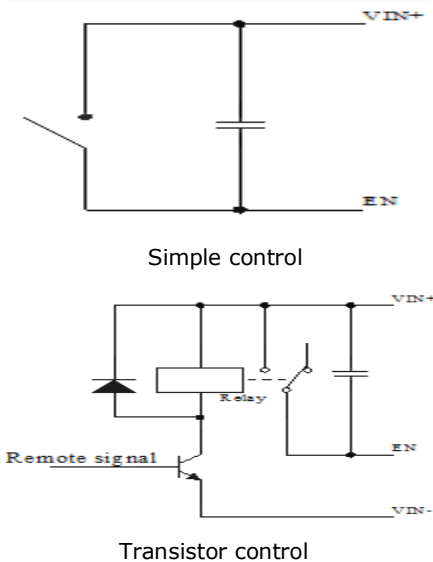 VIN+
EN
Simple control
VIN+
Relay
EN
Remote signal
VIN-
Transistor control